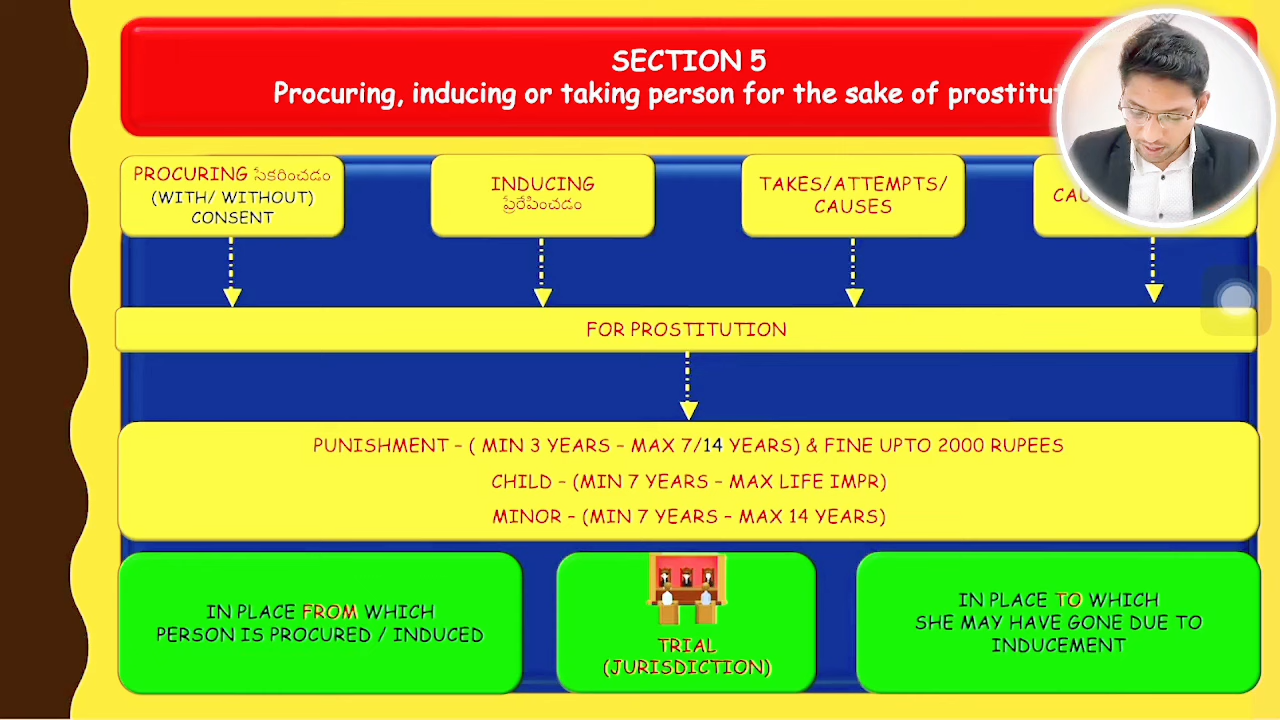 SECTION 5
Procuring, inducing or taking person for the sake of
PROCURING సేకరించడం
(WITH/ WITHOUT)
CONSENT
INDUCING
ప్రేరేపించడం
TAKES/ATTEMPTS/
CAUSES
FOR PROSTITUTION
PUNISHMENT – ( MIN 3 YEARS – MAX 7/14 YEARS) & FINE UPTO 2000 RUPEES
CHILD – (MIN 7 YEARS – MAX LIFE IMPR)
MINOR – (MIN 7 YEARS – MAX 14 YEARS)
IN PLACE FROM WHICH
PERSON IS PROCURED / INDUCED
TRIAL
(JURISDICTION)
IN PLACE TO WHICH
SHE MAY HAVE GONE DUE TO
INDUCEMENT